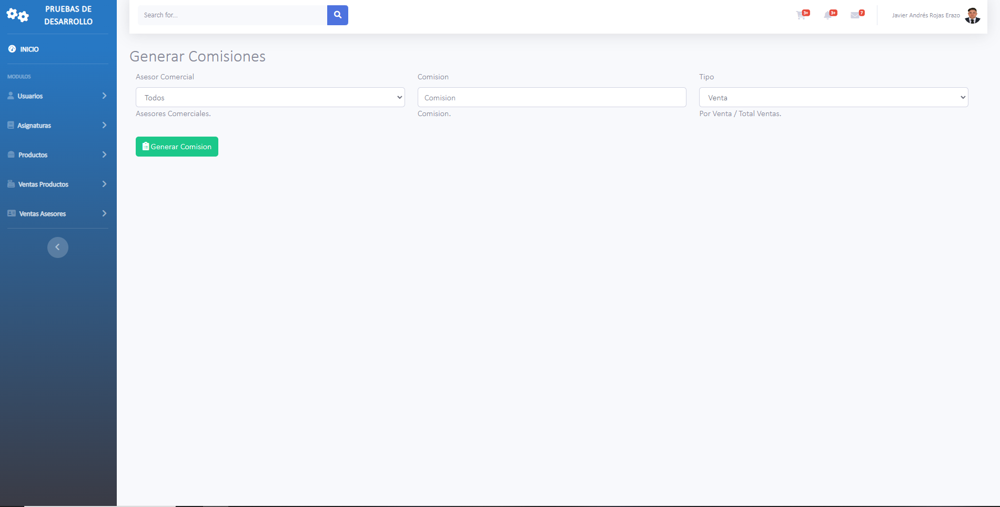 PRUEBAS DE
DESARROLLO
INICIO
MODULOS
Usuarios
Asignaturas
Productos
Ventas Productos
Ventas Asesores
Search for...
3+
3+
7
Javier Andrés Rojas Erazo
Generar Comisiones
Asesor Comercial
Todos
Asesores Comerciales.
Comision
Comision
Comision.
Tipo
Venta
Por Venta / Total Ventas.
Generar Comision